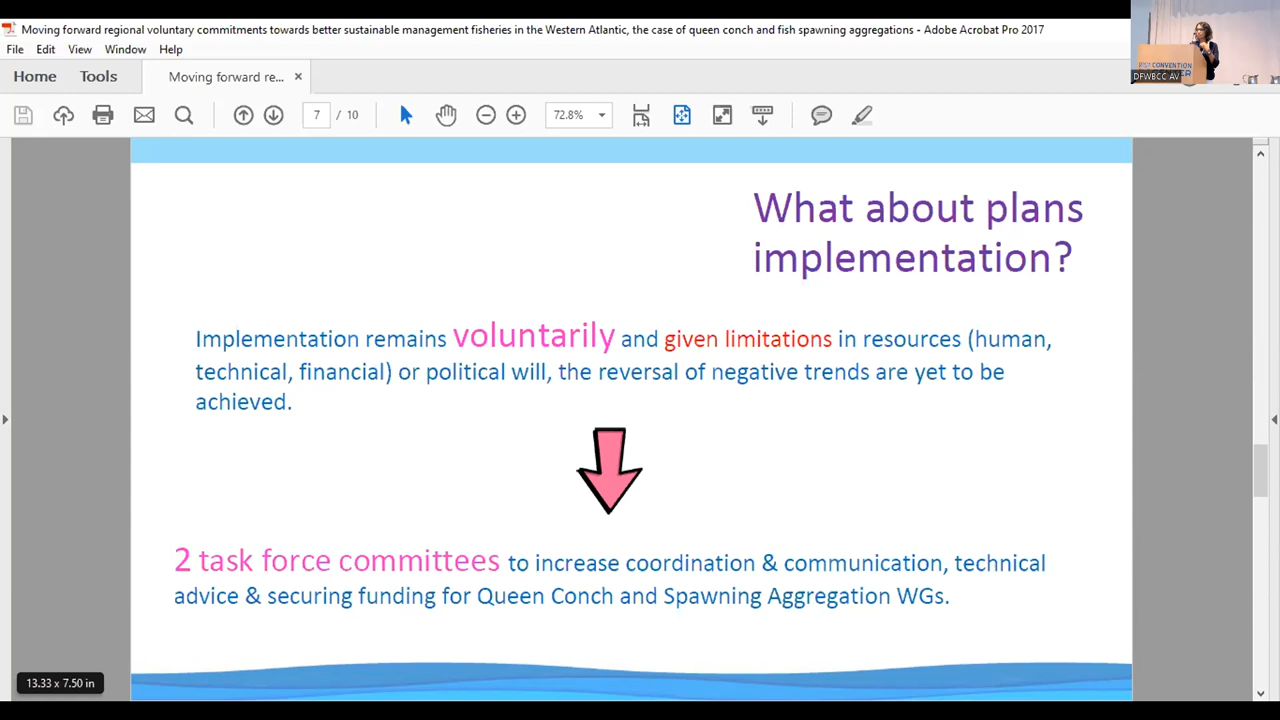 Moving forward regional voluntary commitments towards better sustainable management fisheries in the Western Atlantic, the case of queen conch and fish spawning aggregations - Adobe Acrobat Pro 2017
File Edit View Window Help
Home Tools Moving forward re... ×
7 / 10 72.8%
CONVENTION
DFWBCC AV
What about plans
implementation?
Implementation remains voluntarily and given limitations in resources (human,
technical, financial) or political will, the reversal of negative trends are yet to be
achieved.
2 task force committees to increase coordination & communication, technical
advice & securing funding for Queen Conch and Spawning Aggregation WGs.
13.33 x 7.50 in